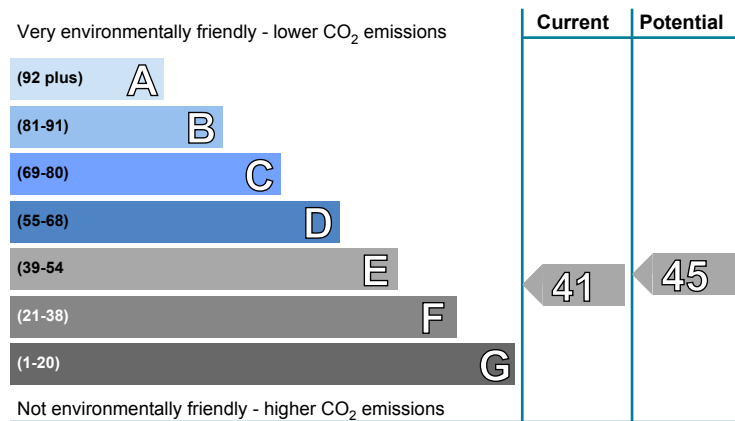 Very environmentally friendly - lower CO2 emissions
Current
Potential
(92 plus) A
(81-91) B
(69-80) C
(55-68) D
(39-54 E
(21-38) F
(1-20) G
41
45
Not environmentally friendly - higher CO2 emissions